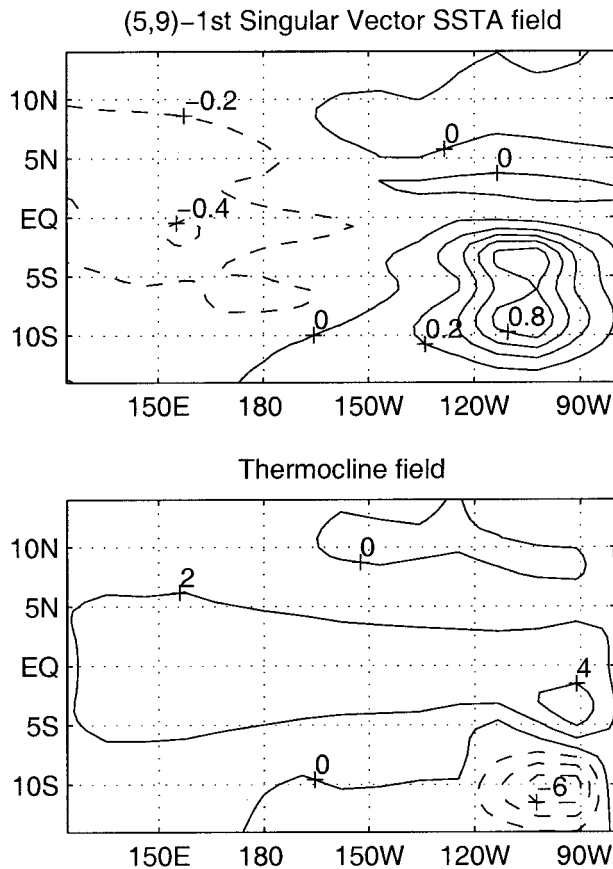 (5,9)−1st Singular Vector SSTA field
10N
5N
EQ
5S
10S
−0.2
0
0
−0.4
0
0.2
0.8
150E 180 150W 120W 90W
Thermocline field
10N
5N
EQ
5S
10S
0
2
4
0
−6
150E 180 150W 120W 90W